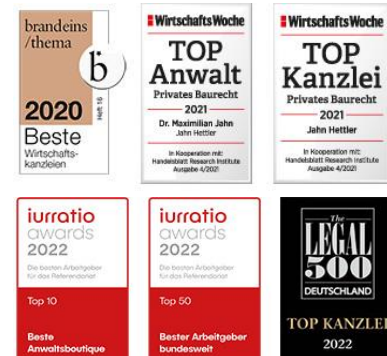 brandeins
/thema
b
2020
Heft 16
Beste
Wirtschafts-
kanzleien
WirtschaftsWoche
TOP
Anwalt
Privates Baurecht
2021
Dr. Maximilian Jahn
Jahn Hettler
In Kooperation mit:
Handelsblatt Research Institute
Ausgabe 4/2021
WirtschaftsWoche
TOP
Kanzlei
Privates Baurecht
2021
Jahn Hettler
In Kooperation mit:
Handelsblatt Research Institute
Ausgabe 4/2021
iurratio
awards
2022
Die besten Arbeitgeber
für das Referendariat
Top 10
Beste
Anwaltsboutique
iurratio
awards
2022
Die besten Arbeitgeber
für das Referendariat
Top 50
Bester Arbeitgeber
bundesweit
The
LEGAL
500
DEUTSCHLAND
TOP KANZLEI
2022